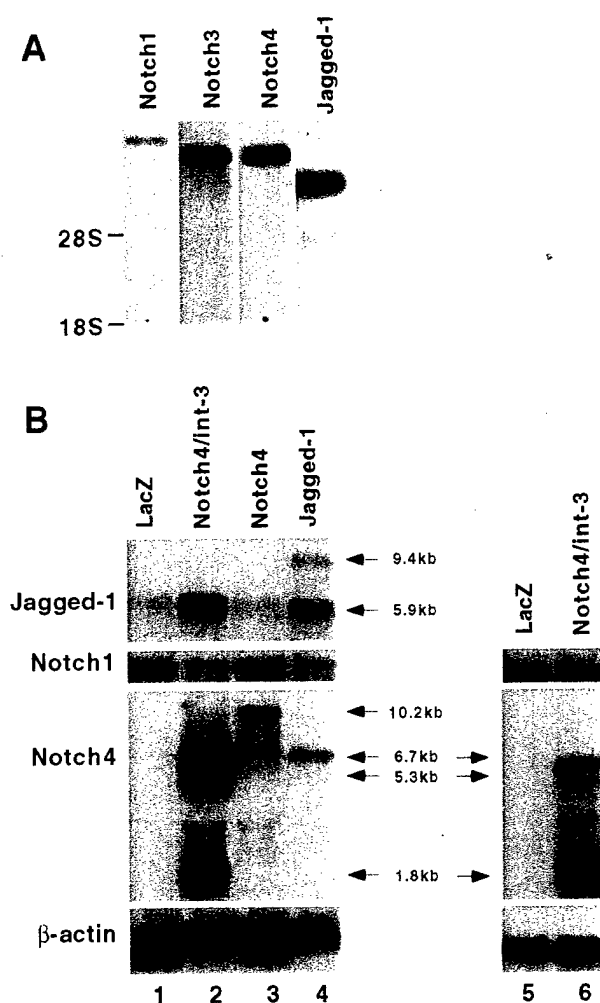 A
Notch1
Notch3
Notch4
Jagged-1
28S
18S
B
LacZ
Notch4/int-3
Notch4
Jagged-1
Jagged-1
9.4kb
5.9kb
LacZ
Notch4/int-3
Notch1
Notch4
10.2kb
6.7kb
5.3kb
1.8kb
β-actin
1 2 3 4 5 6